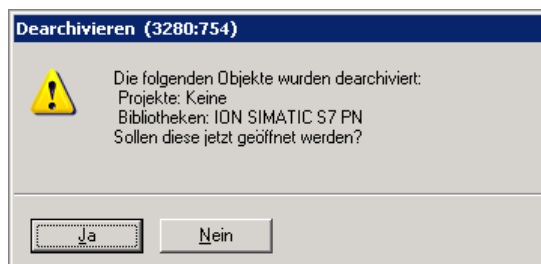 Dearchivieren (3280:754)
Die folgenden Objekte wurden dearchiviert:
Projekte: Keine
Bibliotheken: ION SIMATIC S7 PN
Sollen diese jetzt geöffnet werden?
Ja
Nein